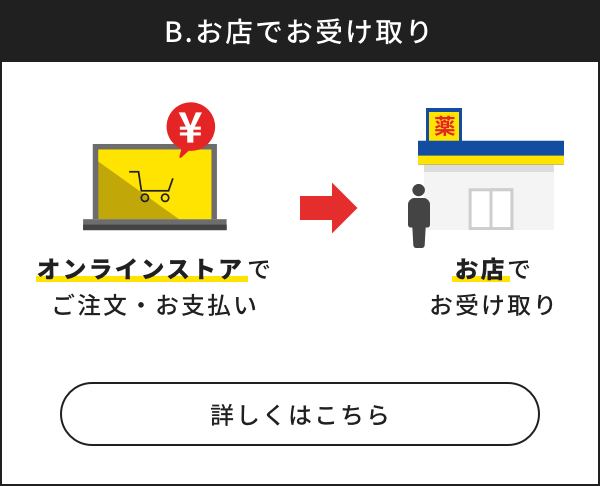 B.お店でお受け取り
¥
薬
オンラインストアで
ご注文・お支払い
お店で
お受け取り
詳しくはこちら